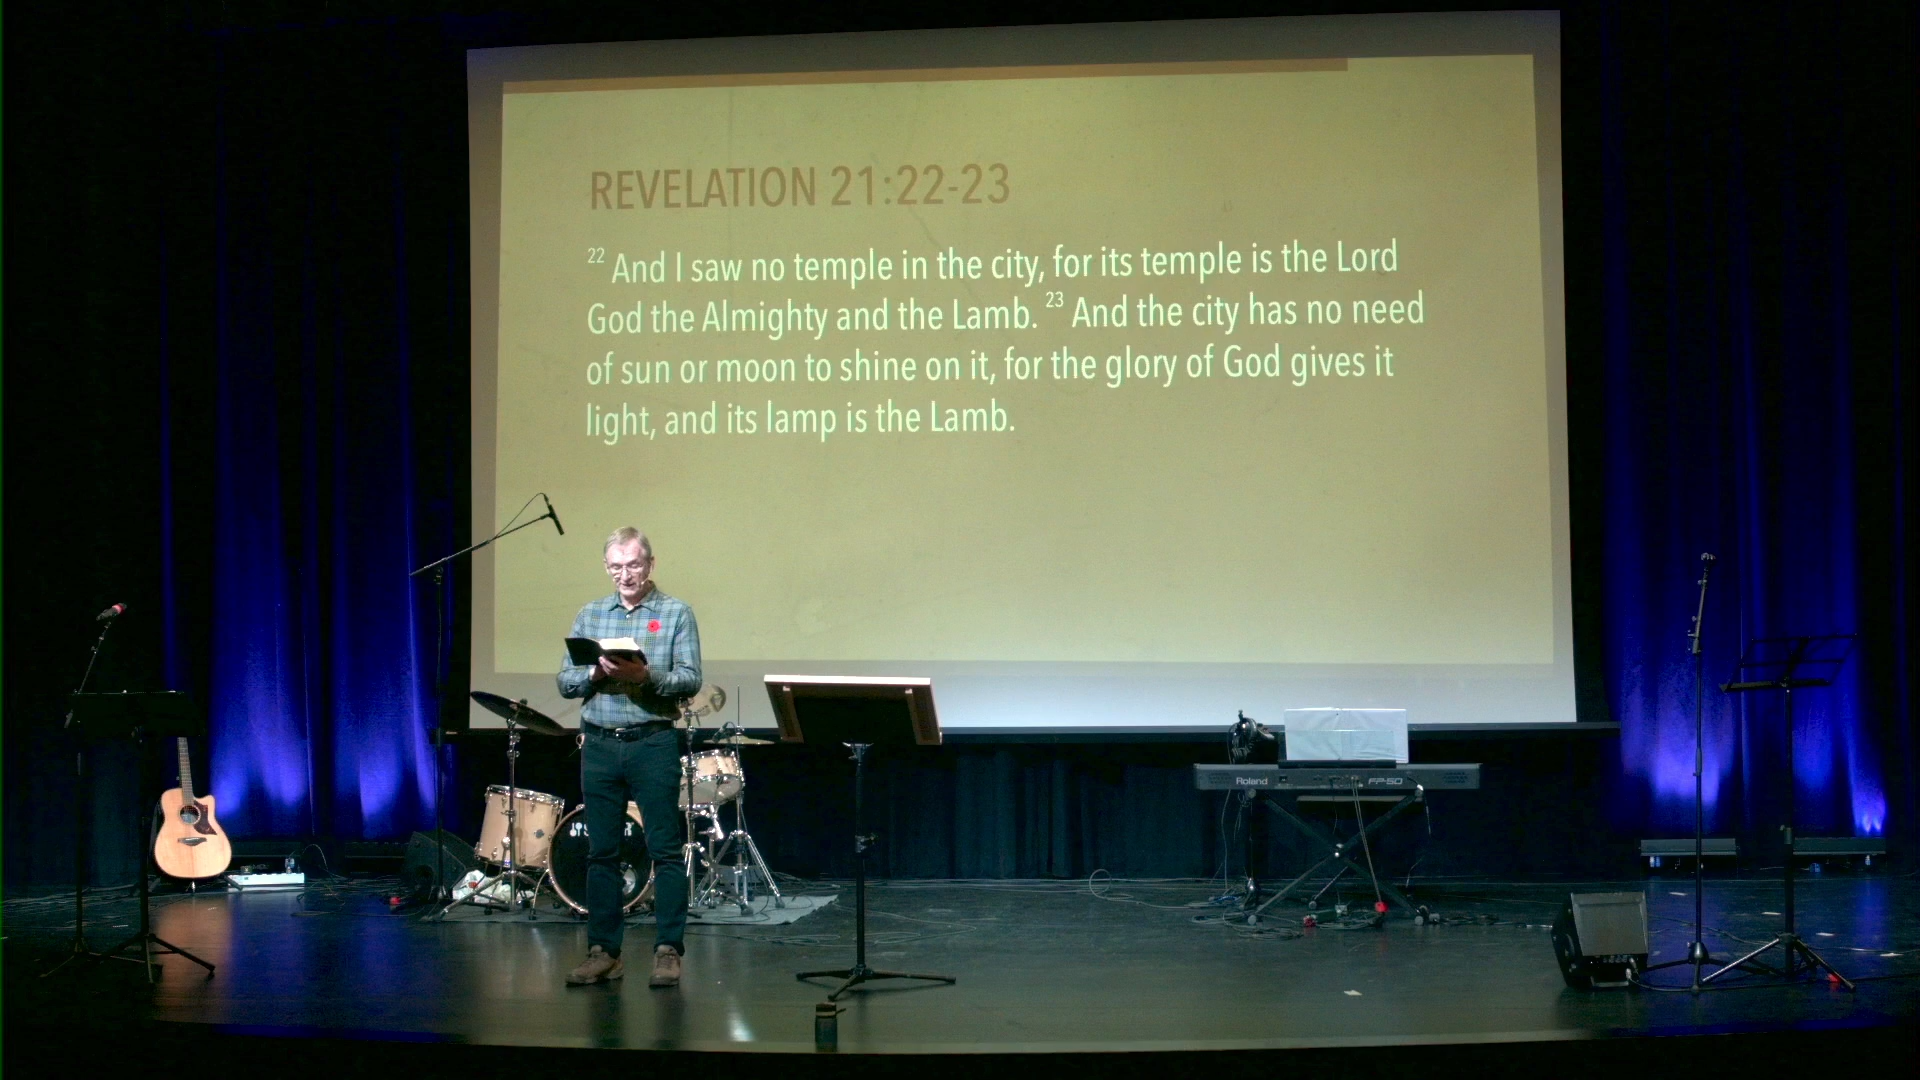 REVELATION 21:22-23
22 And I saw no temple in the city, for its temple is the Lord
God the Almighty and the Lamb. 23 And the city has no need
of sun or moon to shine on it, for the glory of God gives it
light, and its lamp is the Lamb.
Roland FP-50